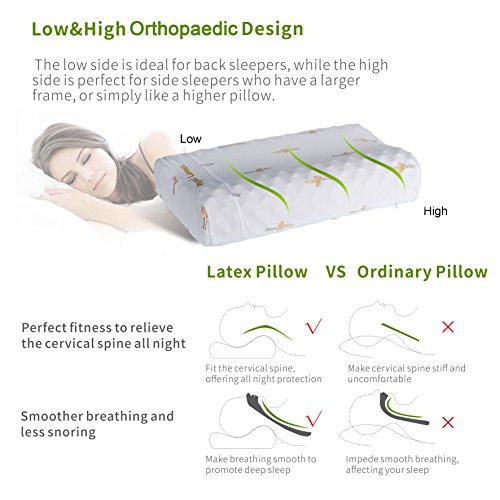 Low&High Orthopaedic Design
The low side is ideal for back sleepers, while the high
side is perfect for side sleepers who have a larger
frame, or simply like a higher pillow.
Low
High
Latex Pillow VS Ordinary Pillow
Perfect fitness to relieve
the cervical spine all night
Fit the cervical spine,
offering all night protection
Make cervical spine stiff and
uncomfortable
Smoother breathing and
less snoring
Make breathing smooth to
promote deep sleep
Impede smooth breathing,
affecting your sleep